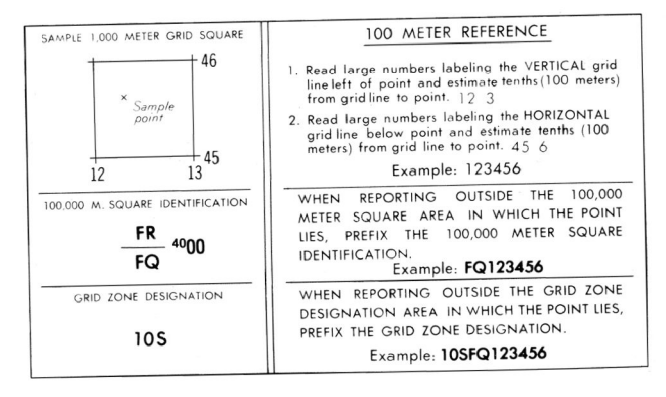 SAMPLE 1,000 METER GRID SQUARE
46
×
Sample
point
45
12
13
100,000 M. SQUARE IDENTIFICATION
FR
FQ
4000
GRID ZONE DESIGNATION
10S
100 METER REFERENCE
1. Read large numbers labeling the VERTICAL grid
line left of point and estimate tenths (100 meters)
from grid line to point. 12 3
2. Read large numbers labeling the HORIZONTAL
grid line below point and estimate tenths (100
meters) from grid line to point. 45 6
Example: 123456
WHEN REPORTING OUTSIDE THE 100,000
METER SQUARE AREA IN WHICH THE POINT
LIES, PREFIX THE 100,000 METER SQUARE
IDENTIFICATION.
Example: FQ123456
WHEN REPORTING OUTSIDE THE GRID ZONE
DESIGNATION AREA IN WHICH THE POINT LIES,
PREFIX THE GRID ZONE DESIGNATION.
Example: 10SFQ123456